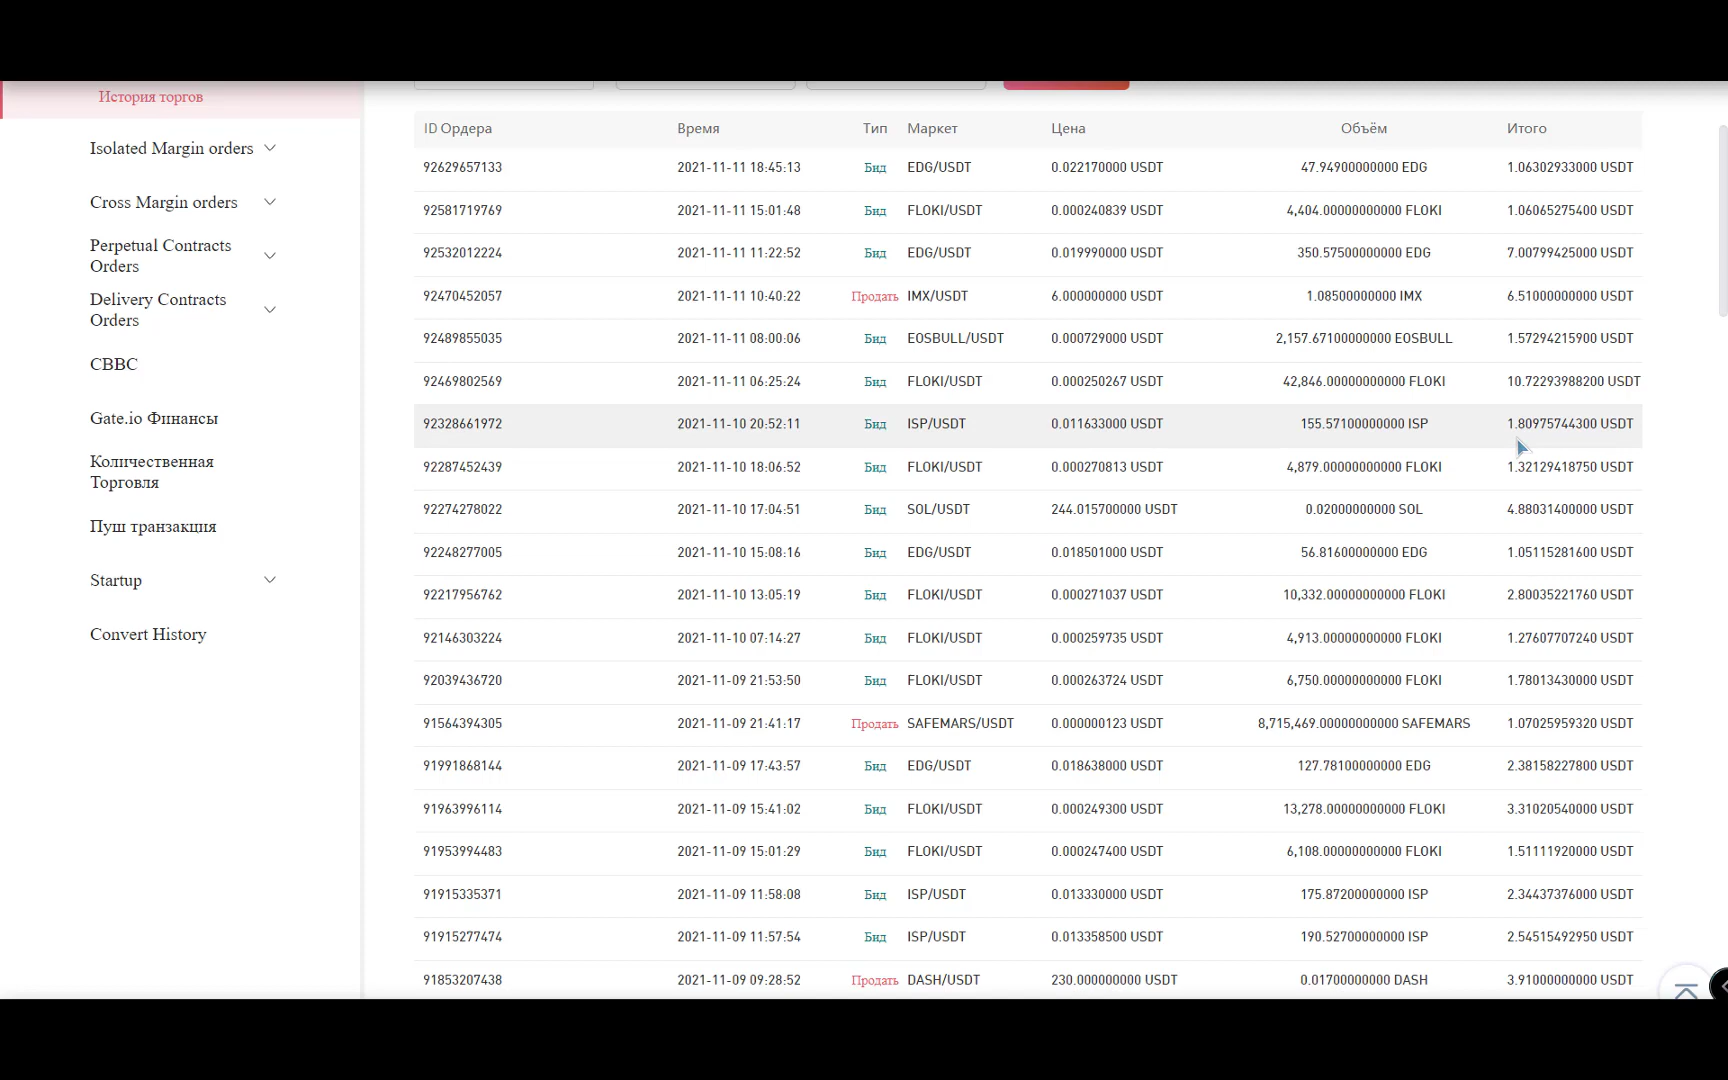 История торгов
Isolated Margin orders
Cross Margin orders
Perpetual Contracts
Orders
Delivery Contracts
Orders
CBBC
Gate.io Финансы
Количественная
Торговля
Пуш транзакция
Startup
Convert History
ID Ордера Время Тип Маркет Цена Объём Итого
92629657133 2021-11-11 18:45:13 Бид EDG/USDT 0.022170000 USDT 47.94900000000 EDG 1.06302933000 USDT
92581719769 2021-11-11 15:01:48 Бид FLOKI/USDT 0.000240839 USDT 4,404.00000000000 FLOKI 1.06065275400 USDT
92532012224 2021-11-11 11:22:52 Бид EDG/USDT 0.019990000 USDT 350.57500000000 EDG 7.00799425000 USDT
92470452057 2021-11-11 10:40:22 Продать IMX/USDT 6.000000000 USDT 1.08500000000 IMX 6.51000000000 USDT
92489855035 2021-11-11 08:00:06 Бид EOSBULL/USDT 0.000729000 USDT 2,157.67100000000 EOSBULL 1.57294215900 USDT
92469802569 2021-11-11 06:25:24 Бид FLOKI/USDT 0.000250267 USDT 42,846.00000000000 FLOKI 10.72293988200 USDT
92328661972 2021-11-10 20:52:11 Бид ISP/USDT 0.011633000 USDT 155.57100000000 ISP 1.80975744300 USDT
92287452439 2021-11-10 18:06:52 Бид FLOKI/USDT 0.000270813 USDT 4,879.00000000000 FLOKI 1.32129418750 USDT
92274278022 2021-11-10 17:04:51 Бид SOL/USDT 244.015700000 USDT 0.02000000000 SOL 4.88031400000 USDT
92248277005 2021-11-10 15:08:16 Бид EDG/USDT 0.018501000 USDT 56.81600000000 EDG 1.05115281600 USDT
92217956762 2021-11-10 13:05:19 Бид FLOKI/USDT 0.000271037 USDT 10,332.00000000000 FLOKI 2.80035221760 USDT
92146303224 2021-11-10 07:14:27 Бид FLOKI/USDT 0.000259735 USDT 4,913.00000000000 FLOKI 1.27607707240 USDT
92039436720 2021-11-09 21:53:50 Бид FLOKI/USDT 0.000263724 USDT 6,750.00000000000 FLOKI 1.78013430000 USDT
91564394305 2021-11-09 21:41:17 Продать SAFEMARS/USDT 0.000000123 USDT 8,715,469.00000000000 SAFEMARS 1.07025959320 USDT
91991868144 2021-11-09 17:43:57 Бид EDG/USDT 0.018638000 USDT 127.78100000000 EDG 2.38158227800 USDT
91963996114 2021-11-09 15:41:02 Бид FLOKI/USDT 0.000249300 USDT 13,278.00000000000 FLOKI 3.31020540000 USDT
91953994483 2021-11-09 15:01:29 Бид FLOKI/USDT 0.000247400 USDT 6,108.00000000000 FLOKI 1.51111920000 USDT
91915335371 2021-11-09 11:58:08 Бид ISP/USDT 0.013330000 USDT 175.87200000000 ISP 2.34437376000 USDT
91915277474 2021-11-09 11:57:54 Бид ISP/USDT 0.013358500 USDT 190.52700000000 ISP 2.54515492950 USDT
91853207438 2021-11-09 09:28:52 Продать DASH/USDT 230.000000000 USDT 0.01700000000 DASH 3.91000000000 USDT